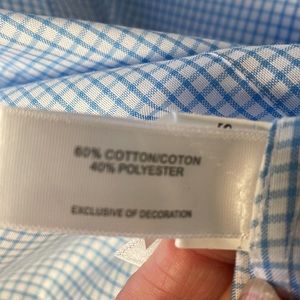 60% COTTON/COTON
40% POLYESTER
EXCLUSIVE OF DECORATION